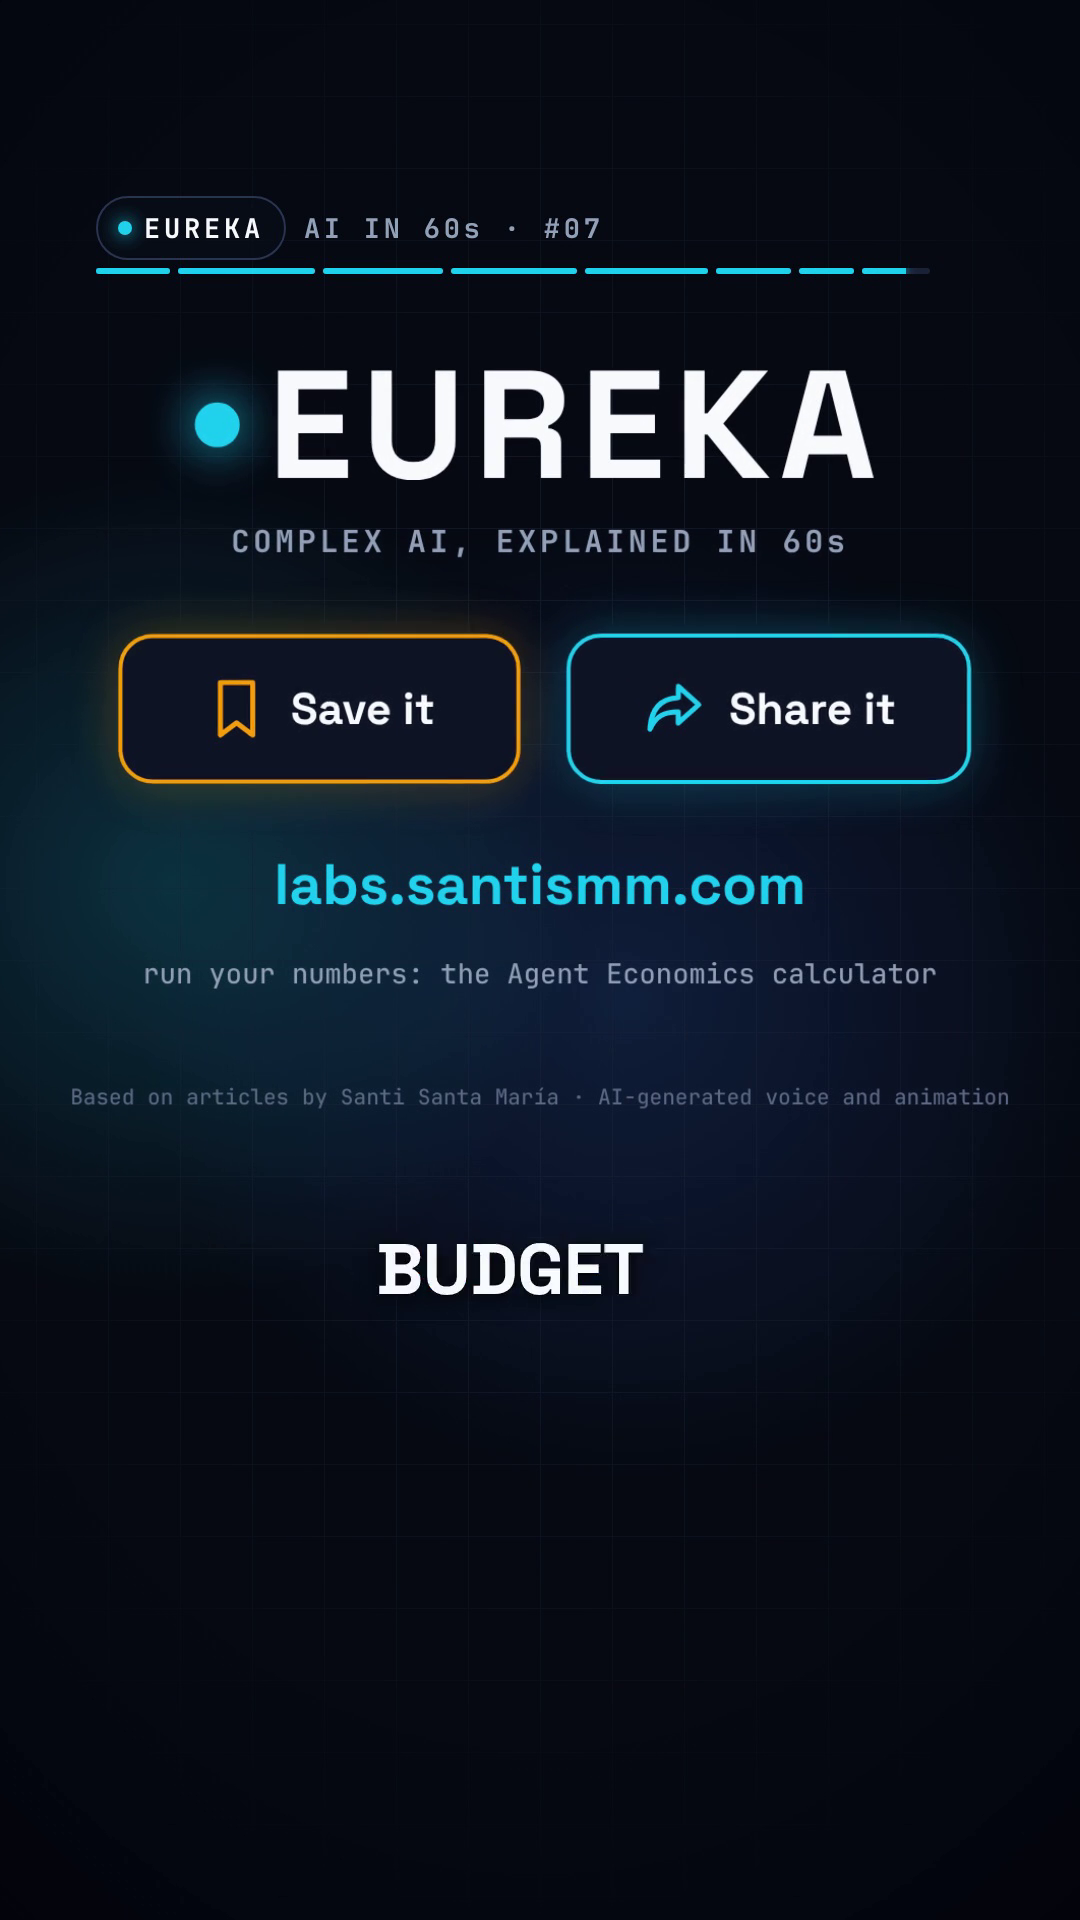 EUREKA AI IN 60s · #07
EUREKA
COMPLEX AI, EXPLAINED IN 60s
Save it
Share it
labs.santismm.com
run your numbers: the Agent Economics calculator
Based on articles by Santi Santa María · AI-generated voice and animation
BUDGET